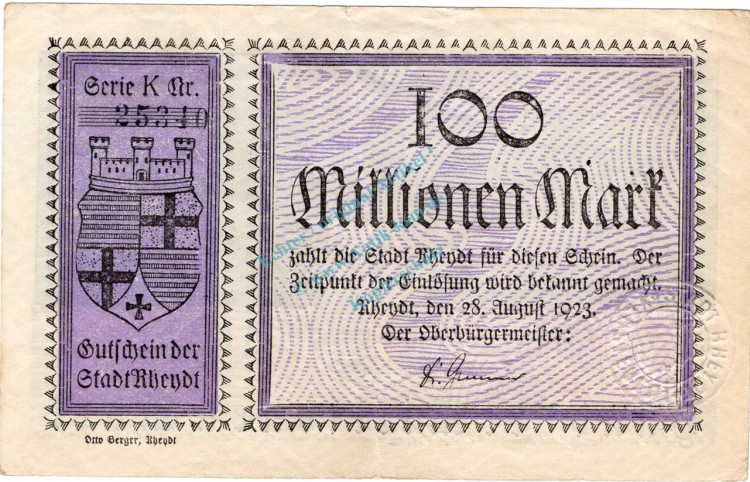 Serie K Nr.
25310
Gutschein der
Stadt Rheydt
100
Millionen Mark
zahlt die Stadt Rheydt für diesen Schein. Der
Zeitpunkt der Einlösung wird bekannt gemacht.
Rheydt, den 28. August 1923.
Der Oberbürgermeister:
Otto Berger, Rheydt